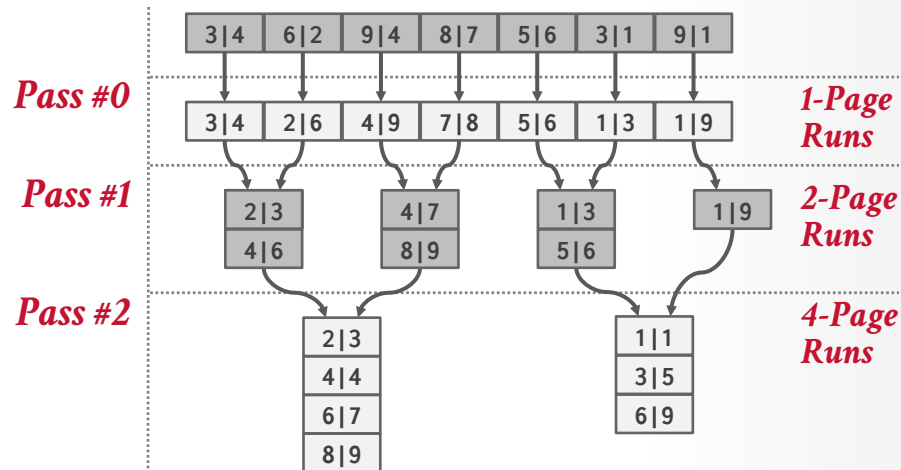 3|4 6|2 9|4 8|7 5|6 3|1 9|1
Pass #0
3|4 2|6 4|9 7|8 5|6 1|3 1|9
1-Page
Runs
Pass #1
2|3 4|7 1|3 1|9
4|6 8|9 5|6
2-Page
Runs
Pass #2
2|3 1|1
4|4 3|5
6|7 6|9
8|9
4-Page
Runs